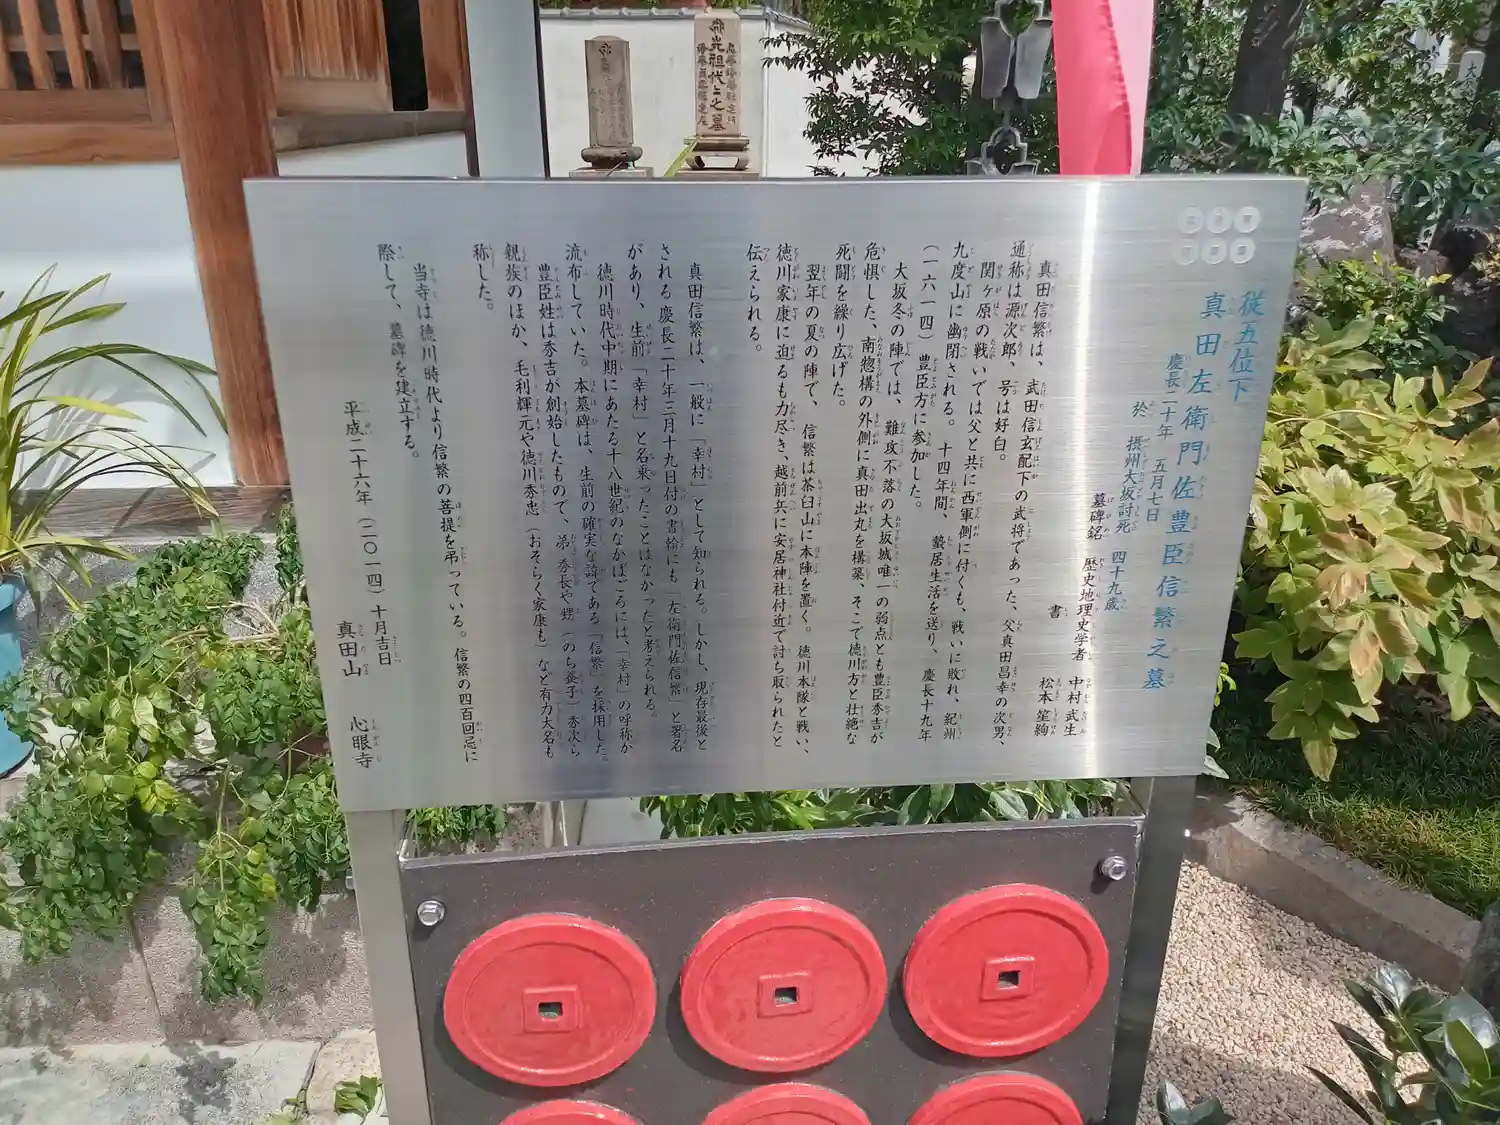 従五位下
真田左衛門佐豊臣信繁之墓
慶長二十年 五月七日
於 摂州大坂討死 四十九歳
墓碑銘 歴史地理史学者 中村 武生
書 松本 笙絢
真田信繁は、武田信玄配下の武将であった、父真田昌幸の次男、
通称は源次郎、号は好白。
関ヶ原の戦いでは父と共に西軍側に付くも、戦いに敗れ、紀州
九度山に幽閉される。十四年間、蟄居生活を送り、慶長十九年
(一六一四)豊臣方に参加した。
大坂冬の陣では、難攻不落の大坂城唯一の弱点とも豊臣秀吉が
危惧した、南惣構の外側に真田出丸を構築、そこで徳川方と壮絶な
死闘を繰り広げた。
翌年の夏の陣で、信繁は茶臼山に本陣を置く。徳川本隊と戦い、
徳川家康に迫るも力尽き、越前兵に安居神社付近で討ち取られたと
伝えられる。
真田信繁は、一般に「幸村」として知られる。しかし、現存最後と
される慶長二十年三月十九日付の書翰にも「左衛門佐信繁」と署名
があり、生前「幸村」と名乗ったことはなかったと考えられる。
徳川時代中期にあたる十八世紀のなかばごろには、「幸村」の呼称が
流布していた。本墓碑は、生前の確実な諱である「信繁」を採用した。
豊臣姓は秀吉が創始したもので、弟、秀長や甥(のち養子)秀次ら
親族のほか、毛利輝元や徳川秀忠(おそらく家康も)など有力大名も
称した。
当寺は徳川時代より信繁の菩提を弔っている。信繁の四百回忌に
際して、墓碑を建立する。
平成二十六年(二〇一四)十月吉日
真田山 心眼寺
先祖代々之墓